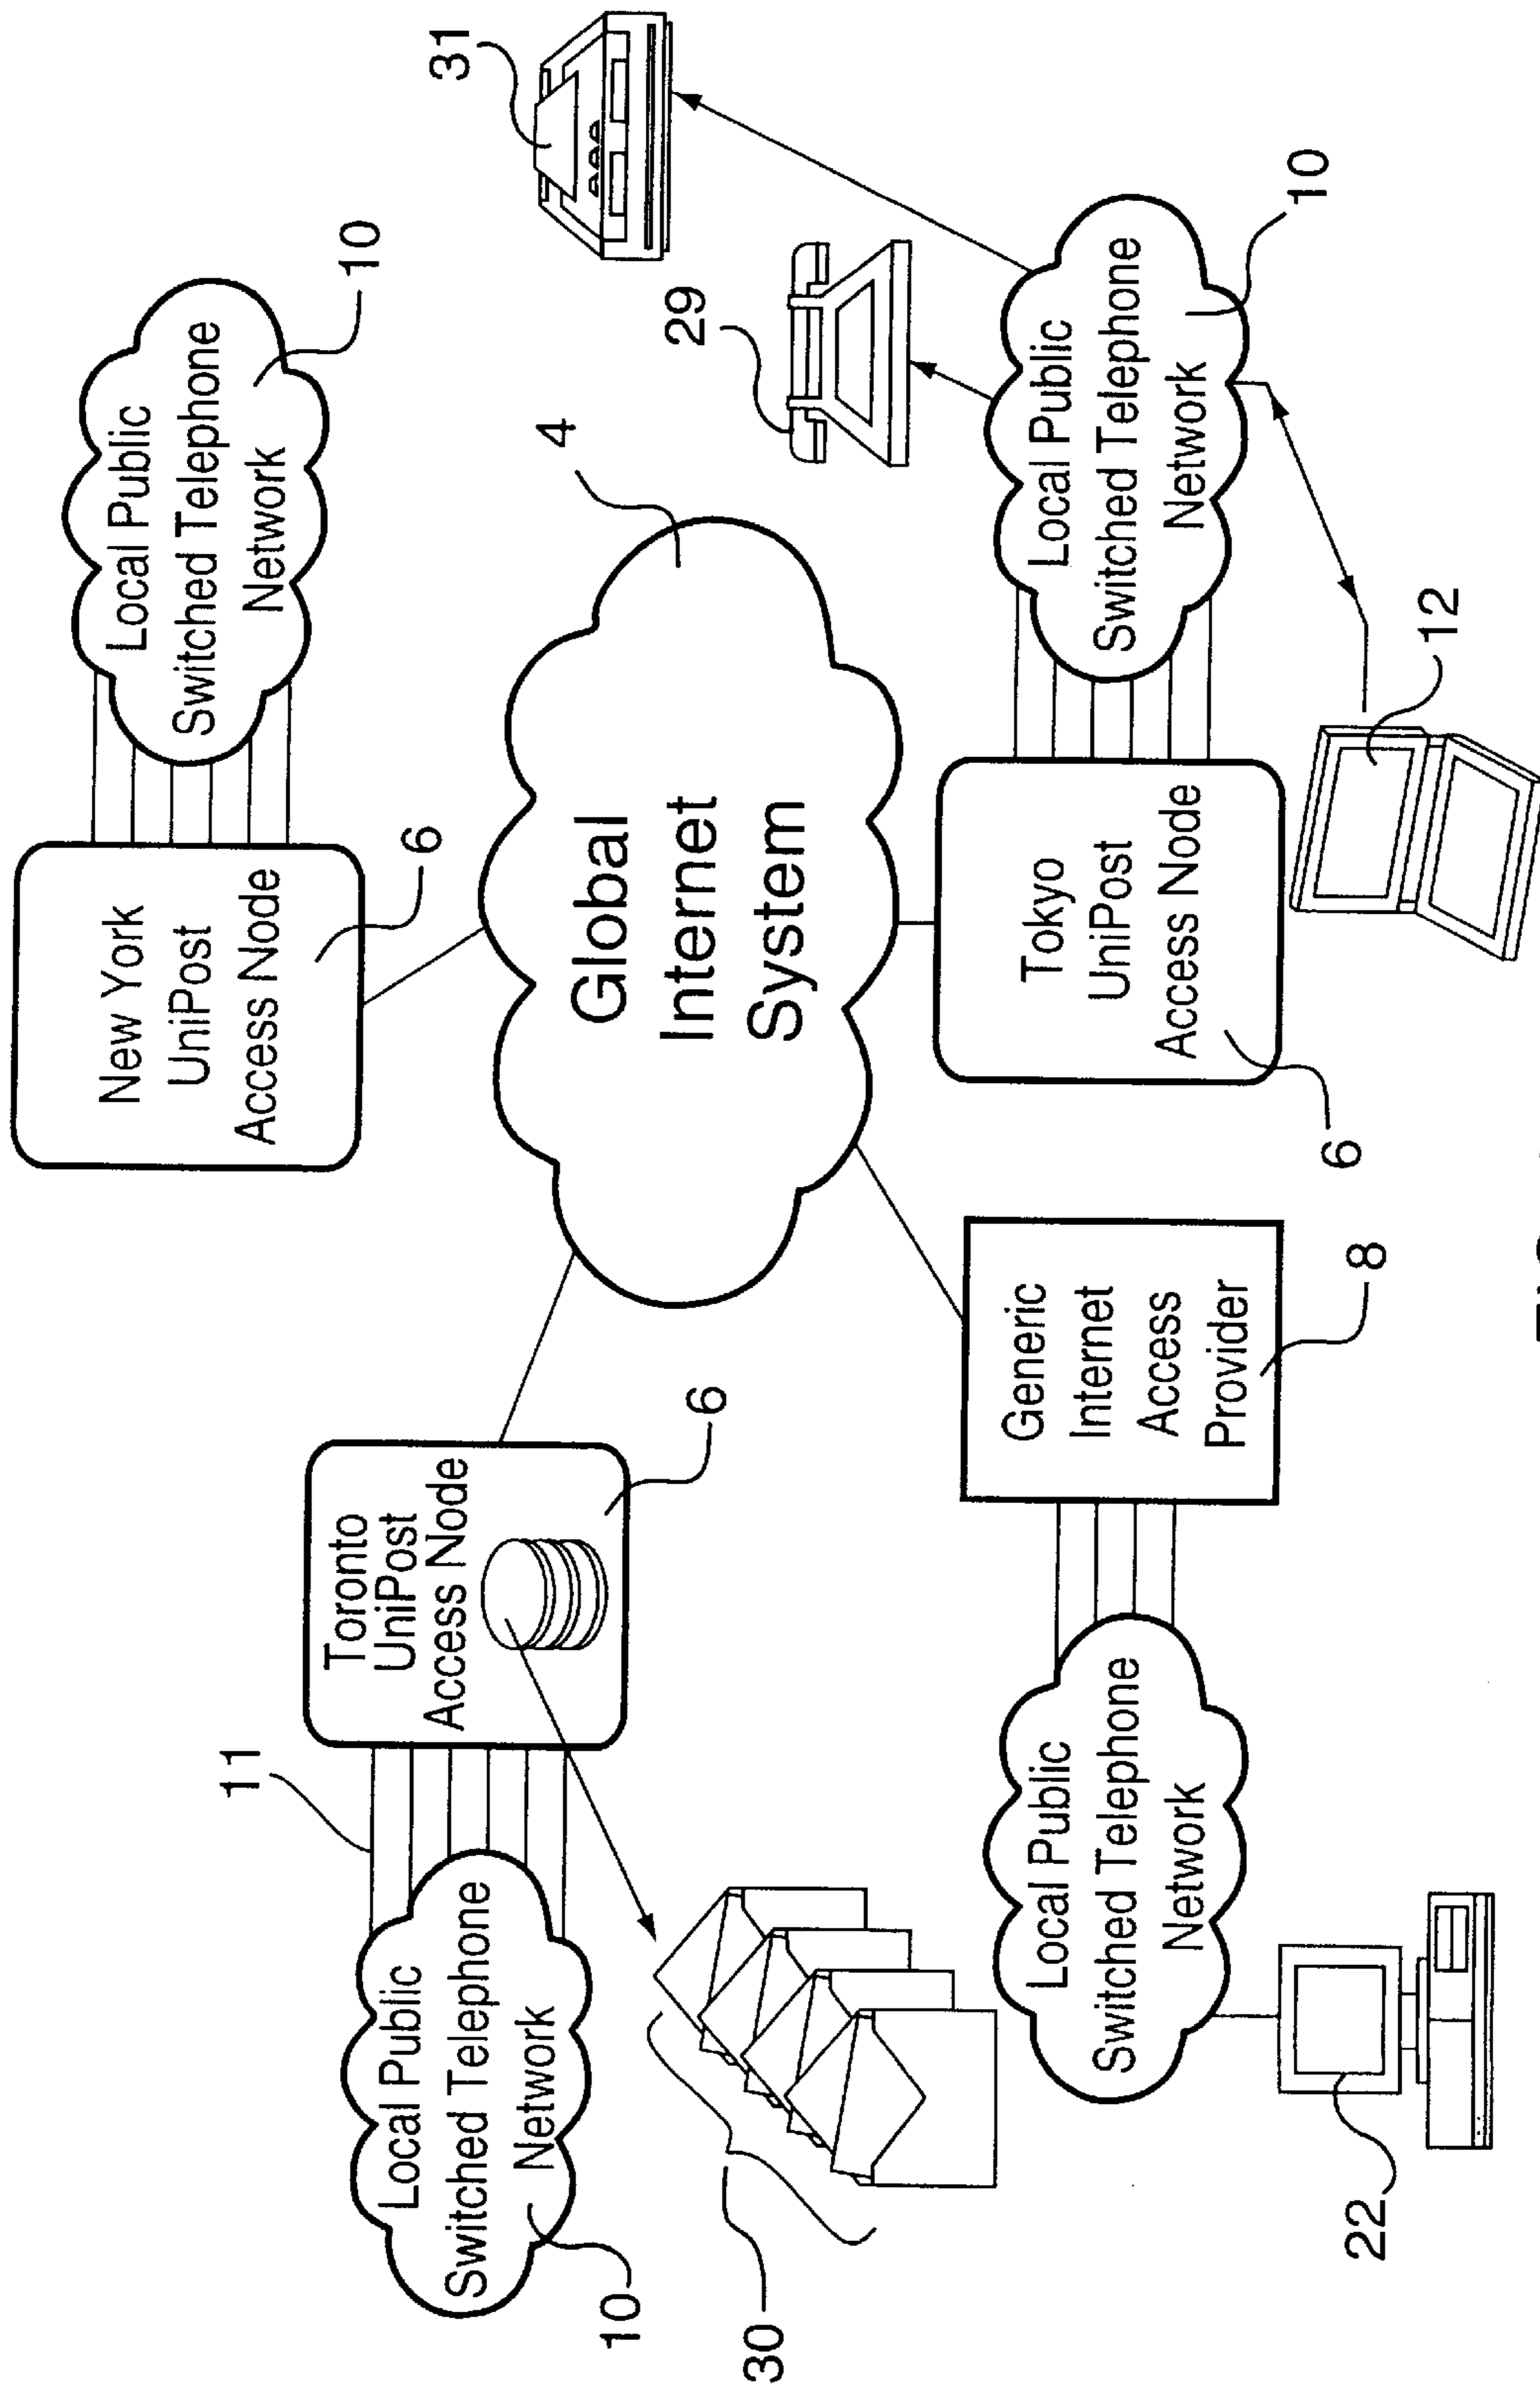 Local Public
Switched Telephone
Network
10
11
Toronto
UniPost
Access Node
6
30
New York
UniPost
Access Node
6
Local Public
Switched Telephone
Network
10
Global
Internet
System
4
31
29
Local Public
Switched Telephone
Network
22
Generic
Internet
Access
Provider
8
Tokyo
UniPost
Access Node
6
Local Public
Switched Telephone
Network
10
12